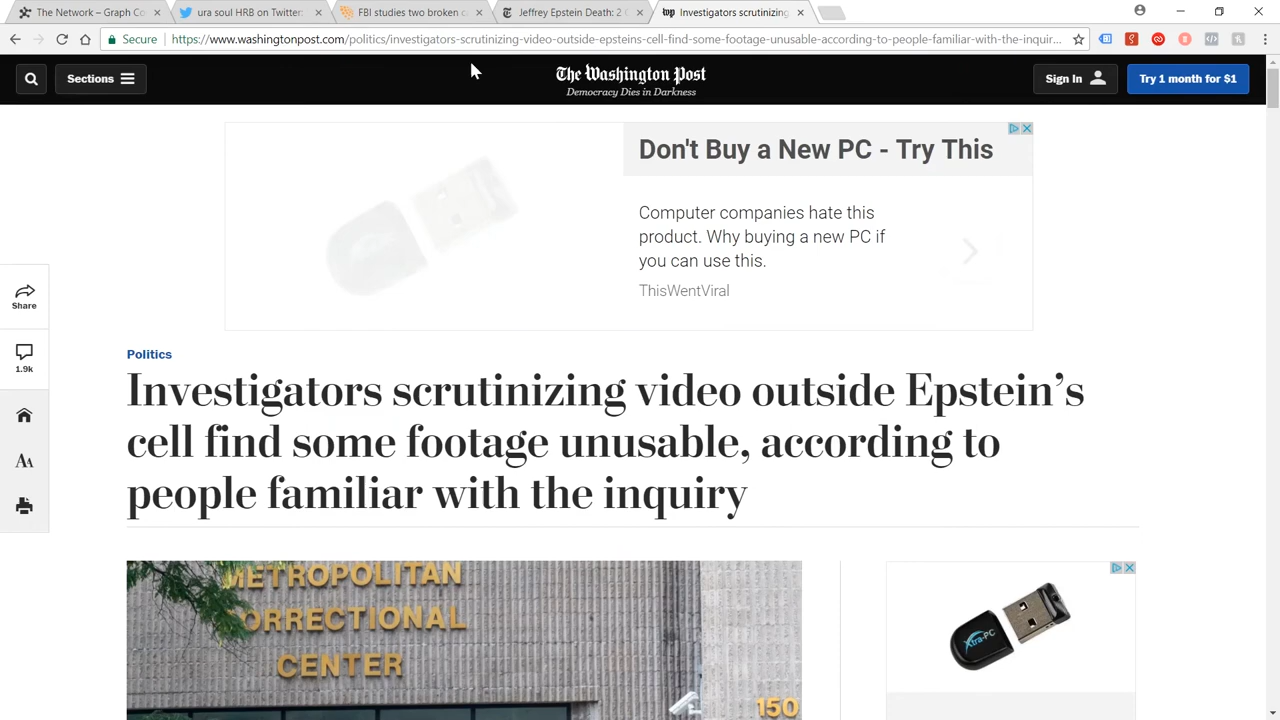 The Network – Graph Co
ura soul HRB on Twitter:
FBI studies two broken c
Jeffrey Epstein Death: 2 G
Investigators scrutinizing
Secure
https://www.washingtonpost.com/politics/investigators-scrutinizing-video-outside-epsteins-cell-find-some-footage-unusable-according-to-people-familiar-with-the-inquir...
Sections
The Washington Post
Democracy Dies in Darkness
Sign In
Try 1 month for $1
Don't Buy a New PC - Try This
Computer companies hate this
product. Why buying a new PC if
you can use this.
ThisWentViral
Share
1.9k
AA
Politics
Investigators scrutinizing video outside Epstein's
cell find some footage unusable, according to
people familiar with the inquiry
METROPOLITAN
CORRECTIONAL
CENTER
150
Xtra-PC